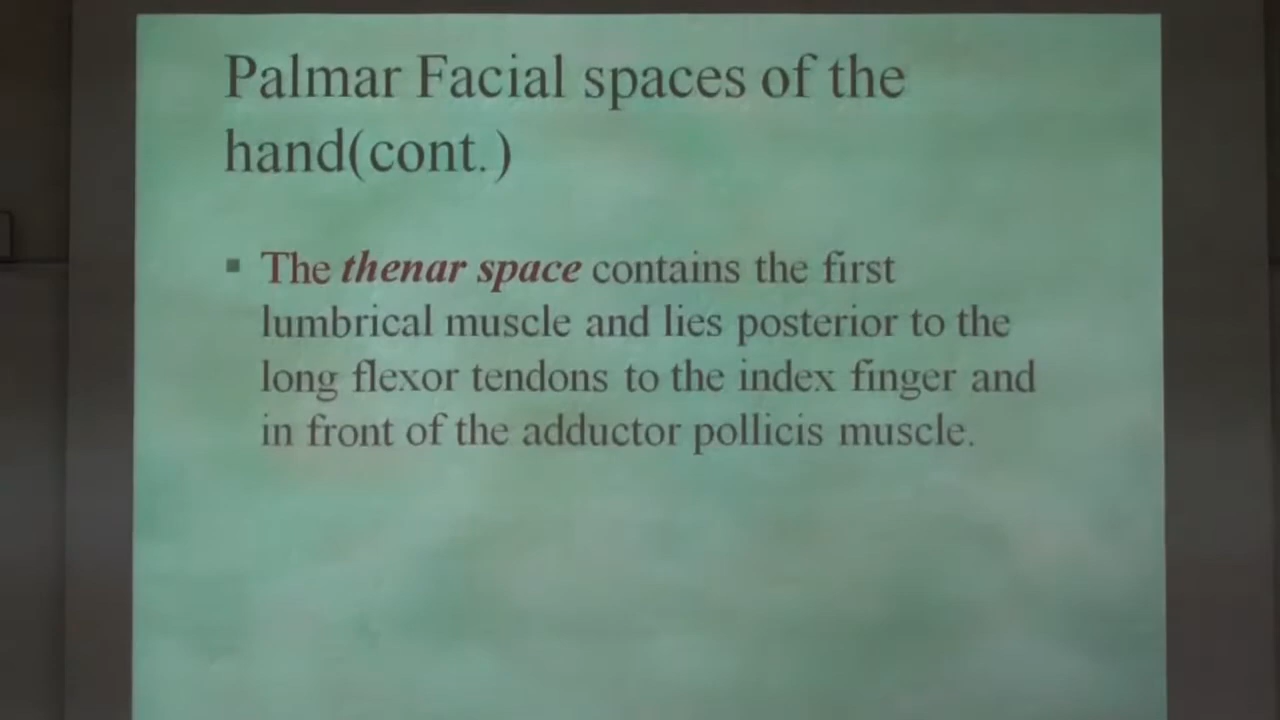 Palmar Facial spaces of the
hand(cont.)
▪ The thenar space contains the first
lumbrical muscle and lies posterior to the
long flexor tendons to the index finger and
in front of the adductor pollicis muscle.